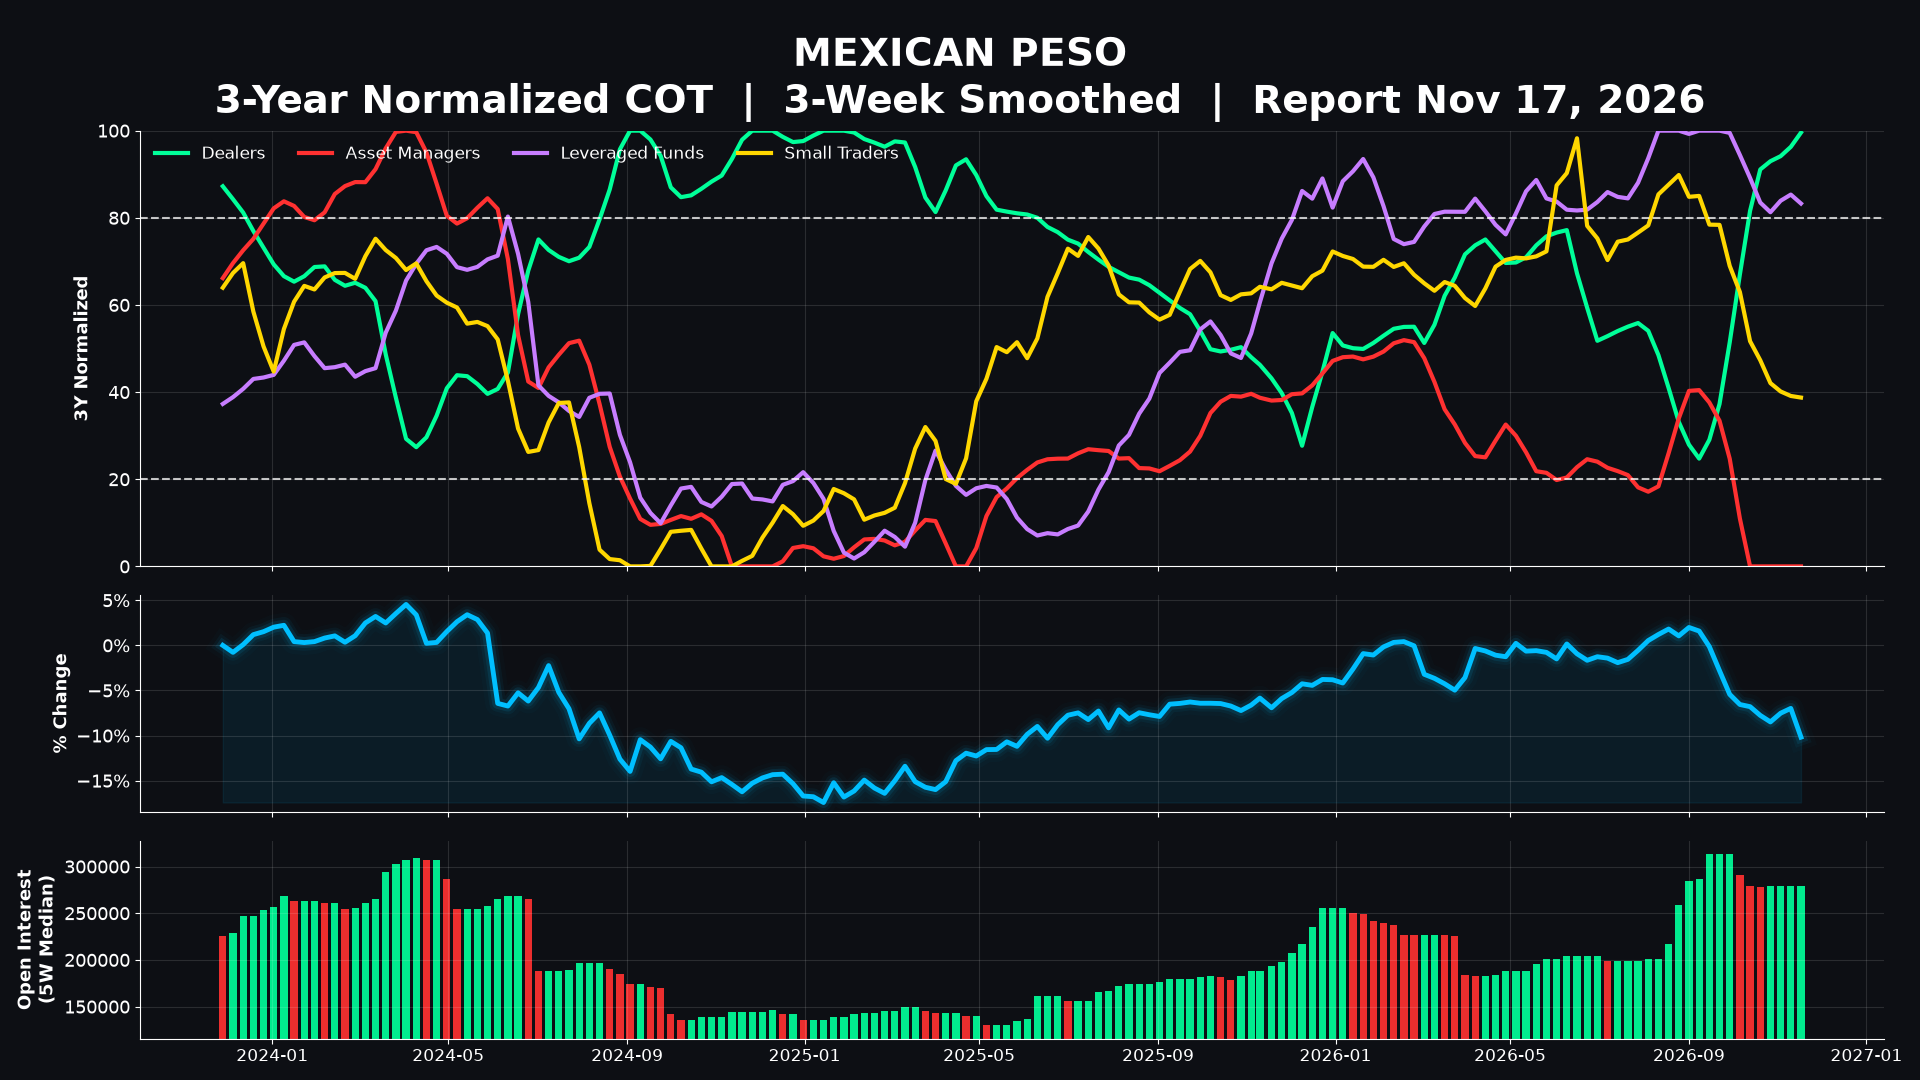 MEXICAN PESO
3-Year Normalized COT | 3-Week Smoothed | Report Nov 17, 2026
Dealers
Asset Managers
Leveraged Funds
Small Traders
3Y Normalized
100
80
60
40
20
0
% Change
5%
0%
−5%
−10%
−15%
Open Interest
(5W Median)
300000
250000
200000
150000
2024-01
2024-05
2024-09
2025-01
2025-05
2025-09
2026-01
2026-05
2026-09
2027-01